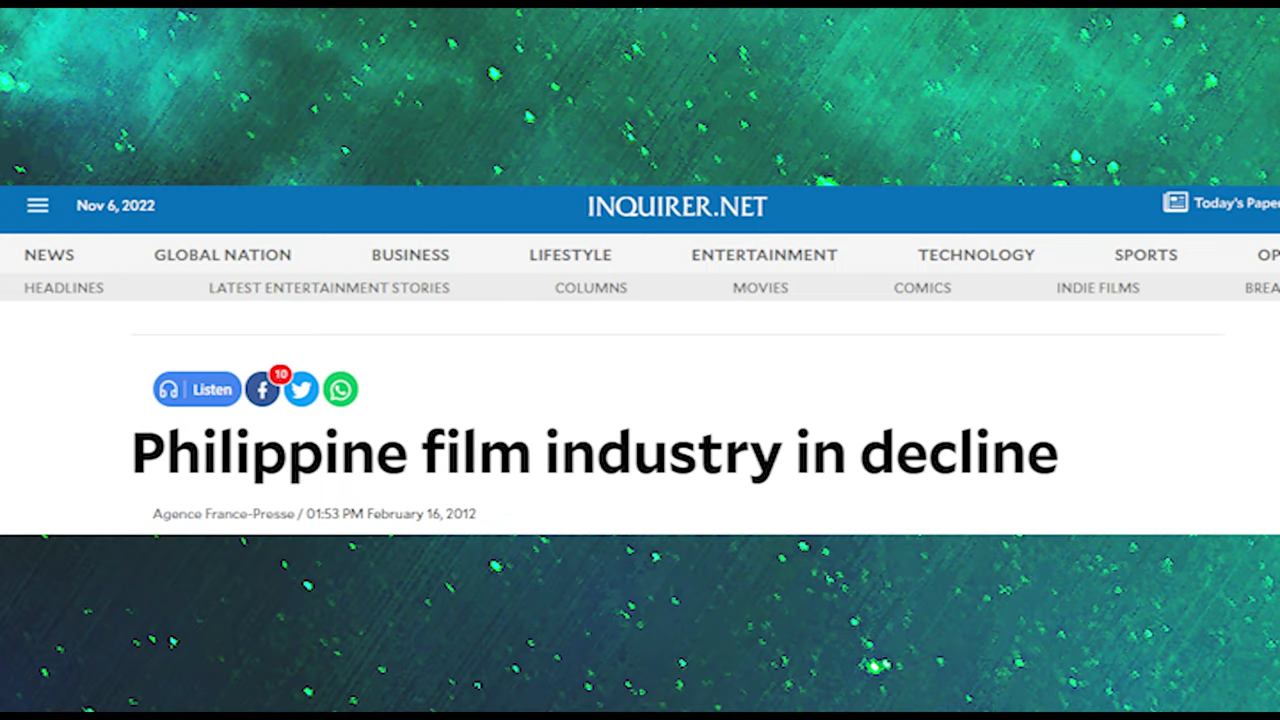 Nov 6, 2022 INQUIRER.NET Today's Pape
NEWS GLOBAL NATION BUSINESS LIFESTYLE ENTERTAINMENT TECHNOLOGY SPORTS OP
HEADLINES LATEST ENTERTAINMENT STORIES COLUMNS MOVIES COMICS INDIE FILMS BREA
Listen 10
Philippine film industry in decline
Agence France-Presse / 01:53 PM February 16, 2012